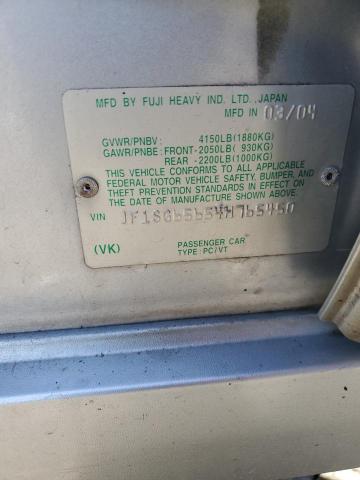 MFD BY FUJI HEAVY IND. LTD.,JAPAN
MFD IN 03/04
GVWR/PNBV : 4150LB(1880KG)
GAWR/PNBE: FRONT-2050LB( 930KG)
REAR -2200LB(1000KG)
THIS VEHICLE CONFORMS TO ALL APPLICABLE
FEDERAL MOTOR VEHICLE SAFETY, BUMPER, AND
THEFT PREVENTION STANDARDS IN EFFECT ON THE
DATE OF MANUFACTURE SHOWN ABOVE.
VIN JF1SG65654H765450
(VK) PASSENGER CAR
TYPE: PC/VT